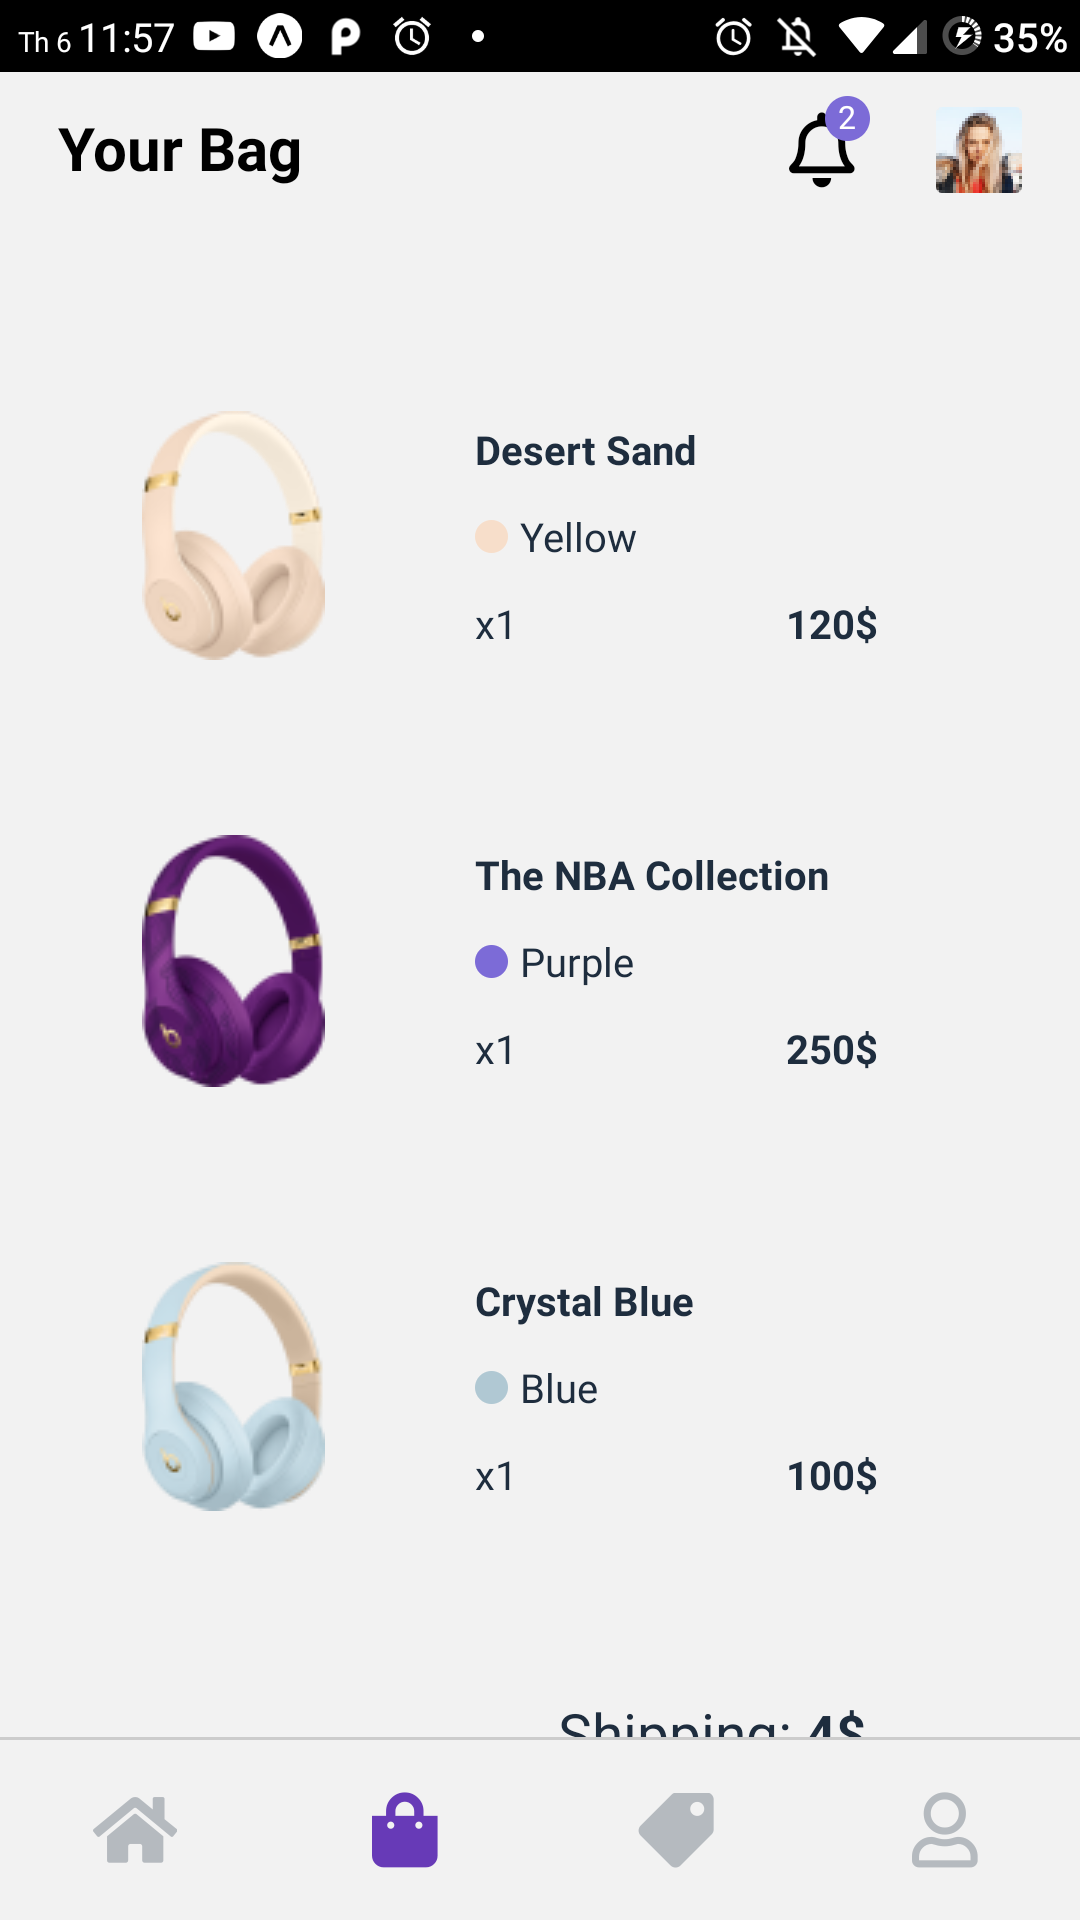 Th 6 11:57 35%
Your Bag
2
Desert Sand
Yellow
x1 120$
The NBA Collection
Purple
x1 250$
Crystal Blue
Blue
x1 100$
Shipping: 4$